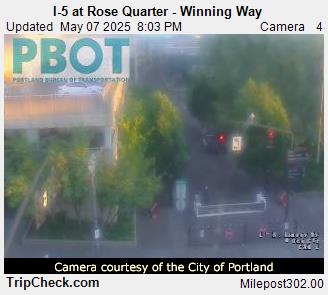 I-5 at Rose Quarter - Winning Way
Updated May 07 2025 8:03 PM Camera 4
PBOT
PORTLAND BUREAU OF TRANSPORTATION
Camera courtesy of the City of Portland
TripCheck.com Milepost302.00